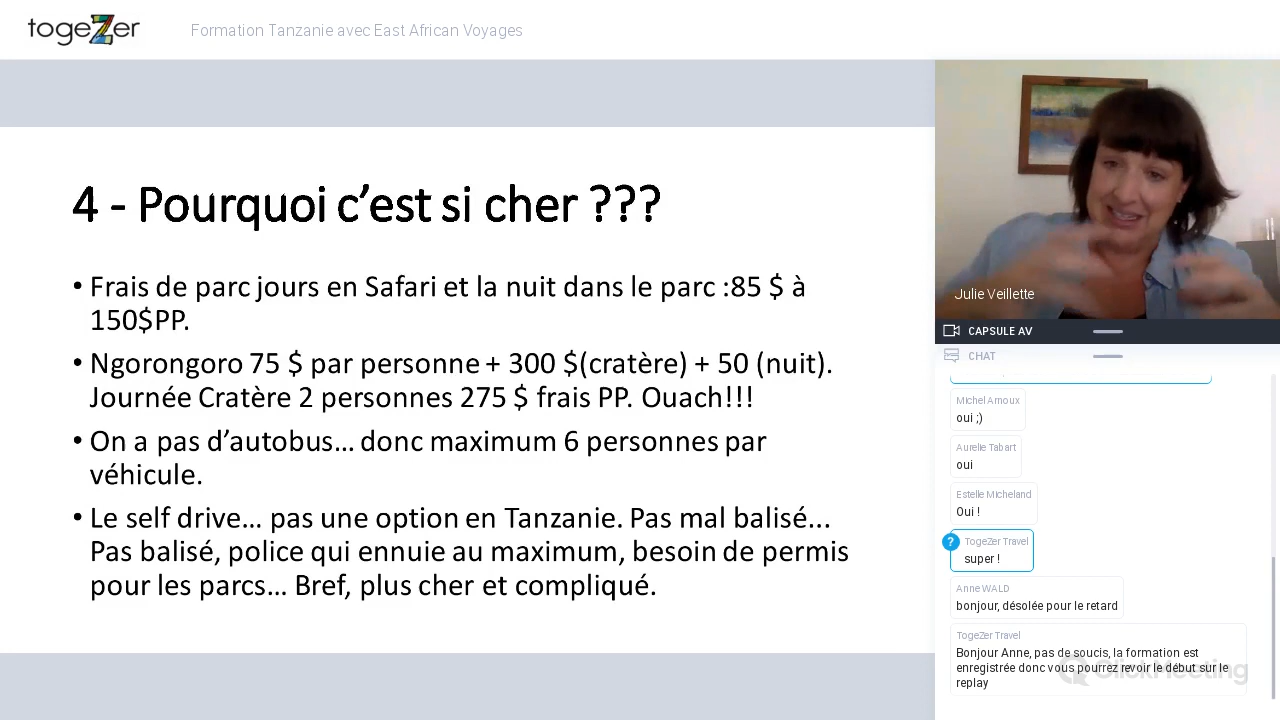 togeZer
Formation Tanzanie avec East African Voyages
4 - Pourquoi c’est si cher ???
• Frais de parc jours en Safari et la nuit dans le parc :85 $ à
150$PP.
• Ngorongoro 75 $ par personne + 300 $(cratère) + 50 (nuit).
Journée Cratère 2 personnes 275 $ frais PP. Ouach!!!
• On a pas d’autobus… donc maximum 6 personnes par
véhicule.
• Le self drive… pas une option en Tanzanie. Pas mal balisé...
Pas balisé, police qui ennuie au maximum, besoin de permis
pour les parcs… Bref, plus cher et compliqué.
Julie Veillette
CAPSULE AV
CHAT
Michel Arnoux
oui ;)
Aurelie Tabart
oui
Estelle Micheland
Oui !
?
TogeZer Travel
super !
Anne WALD
bonjour, désolée pour le retard
TogeZer Travel
Bonjour Anne, pas de soucis, la formation est
enregistrée donc vous pourrez revoir le début sur le
replay
ClickMeeting